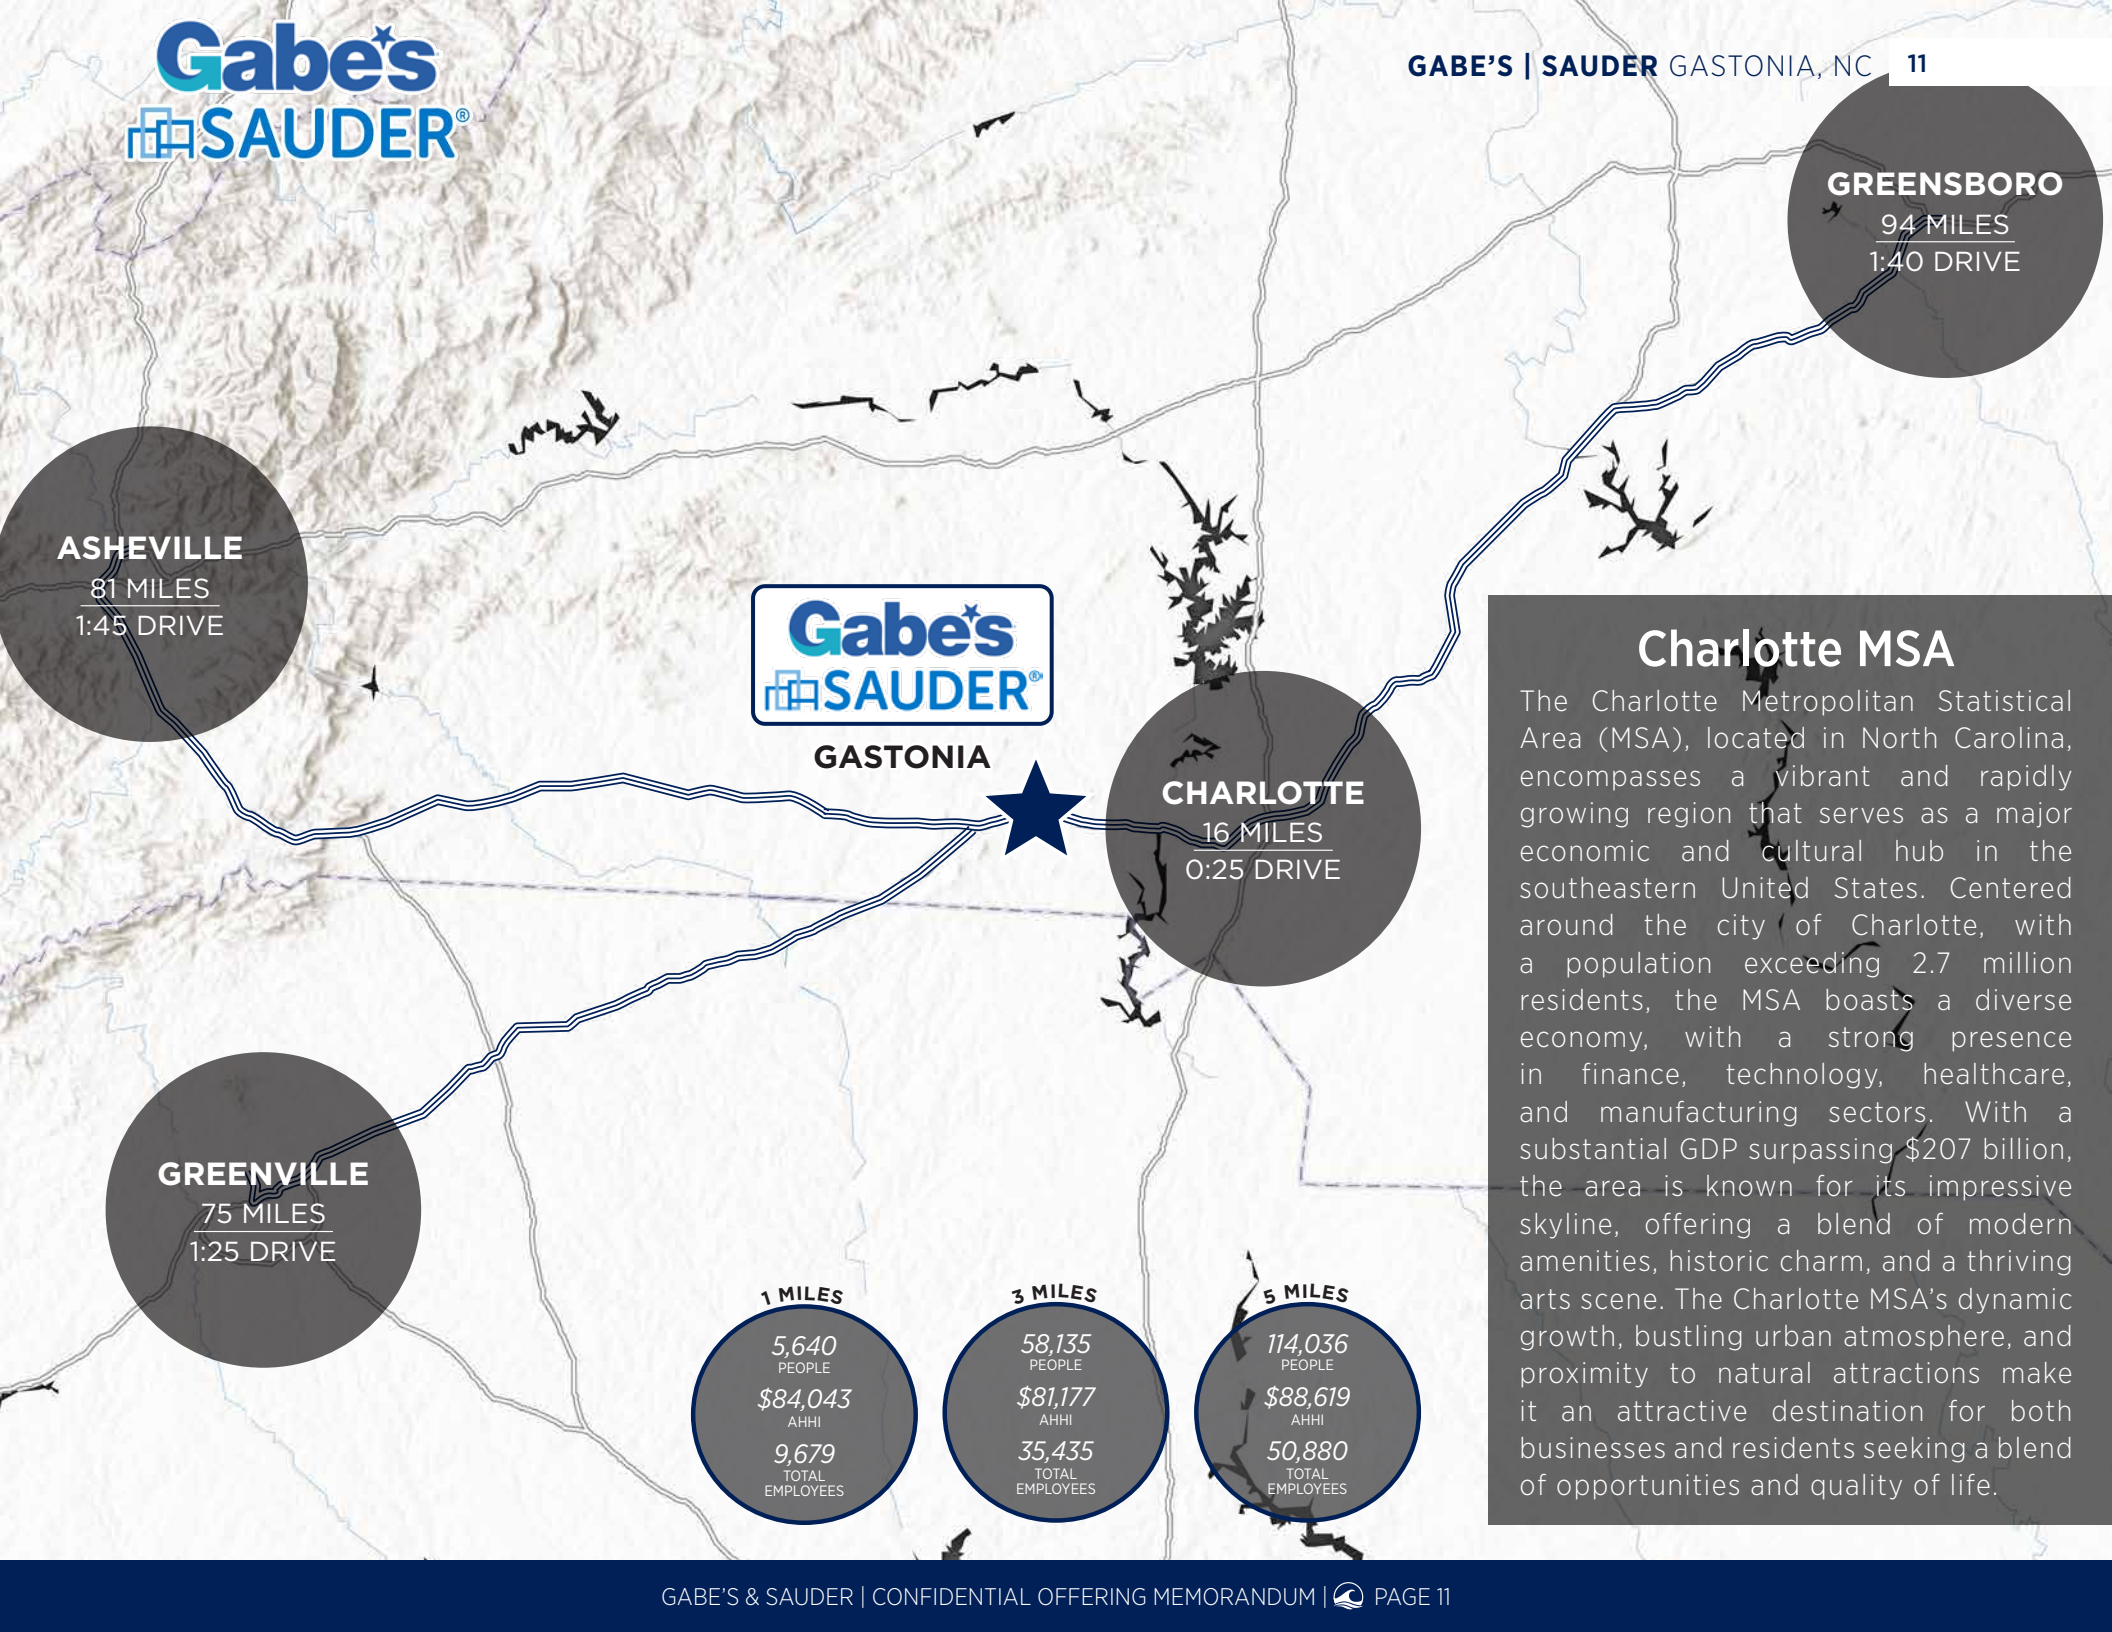 Gabe's
SAUDER®
GABE'S | SAUDER GASTONIA, NC 11
GREENSBORO
94 MILES
1:40 DRIVE
ASHEVILLE
81 MILES
1:45 DRIVE
Gabe's
SAUDER®
GASTONIA
CHARLOTTE
16 MILES
0:25 DRIVE
GREENVILLE
75 MILES
1:25 DRIVE
1 MILES
5,640
PEOPLE
$84,043
AHHI
9,679
TOTAL
EMPLOYEES
3 MILES
58,135
PEOPLE
$81,177
AHHI
35,435
TOTAL
EMPLOYEES
5 MILES
114,036
PEOPLE
$88,619
AHHI
50,880
TOTAL
EMPLOYEES
Charlotte MSA
The Charlotte Metropolitan Statistical
Area (MSA), located in North Carolina,
encompasses a vibrant and rapidly
growing region that serves as a major
economic and cultural hub in the
southeastern United States. Centered
around the city of Charlotte, with
a population exceeding 2.7 million
residents, the MSA boasts a diverse
economy, with a strong presence
in finance, technology, healthcare,
and manufacturing sectors. With a
substantial GDP surpassing $207 billion,
the area is known for its impressive
skyline, offering a blend of modern
amenities, historic charm, and a thriving
arts scene. The Charlotte MSA's dynamic
growth, bustling urban atmosphere, and
proximity to natural attractions make
it an attractive destination for both
businesses and residents seeking a blend
of opportunities and quality of life.
GABE'S & SAUDER | CONFIDENTIAL OFFERING MEMORANDUM | PAGE 11